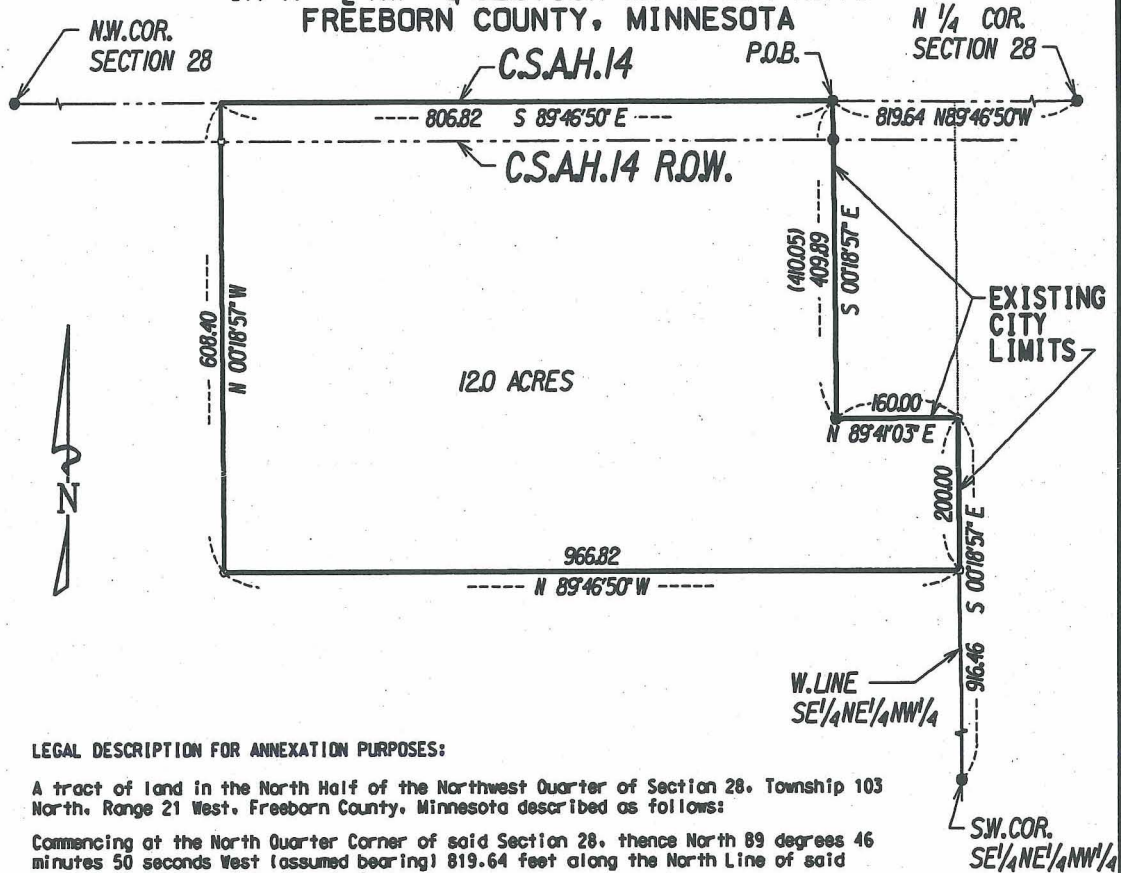 FREEBORN COUNTY, MINNESOTA
N.W.COR.
SECTION 28
C.S.A.H.14
P.O.B.
N 1/4 COR.
SECTION 28
806.82 S 89°46'50" E
819.64 N89°46'50"W
C.S.A.H.14 R.O.W.
(410.05)
409.89
S 00°18'57" E
EXISTING
CITY
LIMITS
608.40
N 00°18'57" W
12.0 ACRES
160.00
N 89°41'03" E
N
200.00
S 00°18'57" E
966.82
N 89°46'50" W
916.46
W.LINE
SE1/4NE1/4NW1/4
LEGAL DESCRIPTION FOR ANNEXATION PURPOSES:
A tract of land in the North Half of the Northwest Quarter of Section 28, Township 103
North, Range 21 West, Freeborn County, Minnesota described as follows:
Commencing at the North Quarter Corner of said Section 28, thence North 89 degrees 46
minutes 50 seconds West (assumed bearing) 819.64 feet along the North Line of said
S.W.COR.
SE1/4NE1/4NW1/4